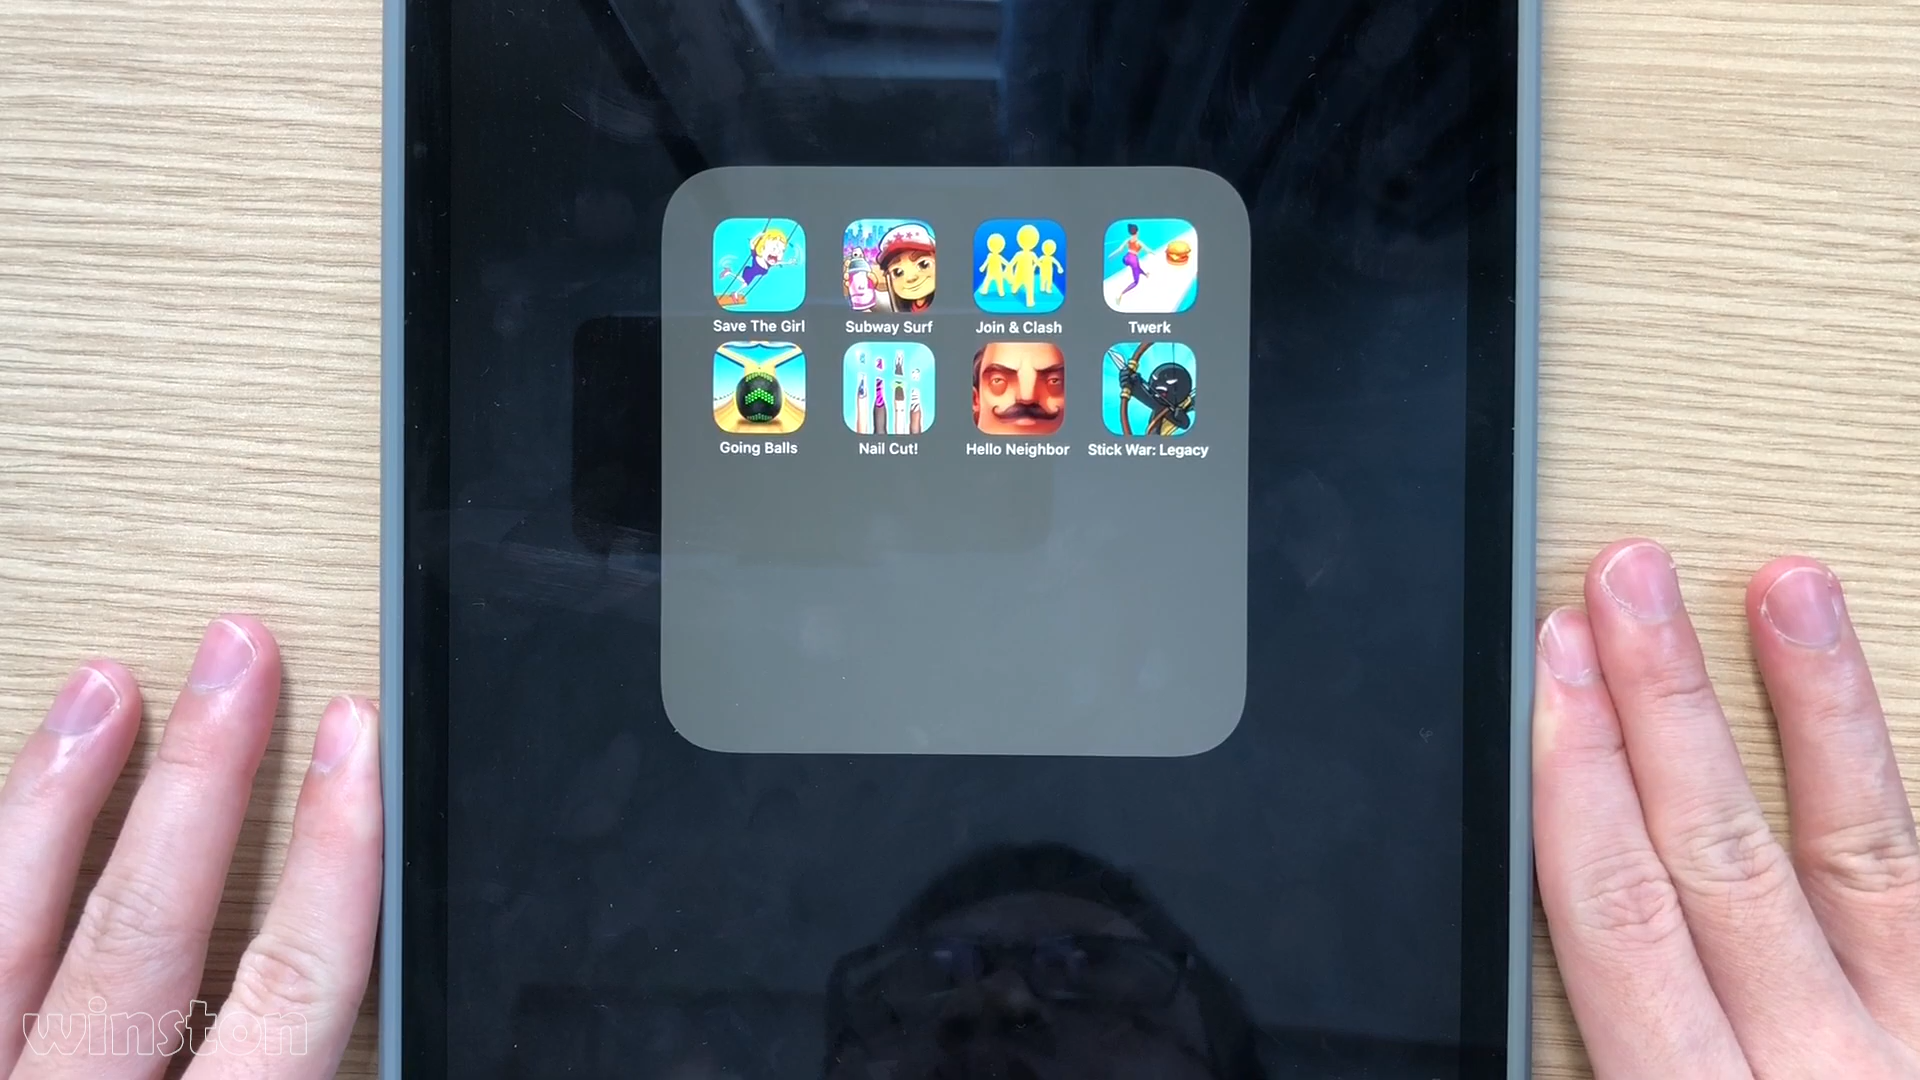 Save The Girl
Subway Surf
Join & Clash
Twerk
Going Balls
Nail Cut!
Hello Neighbor
Stick War: Legacy
winston